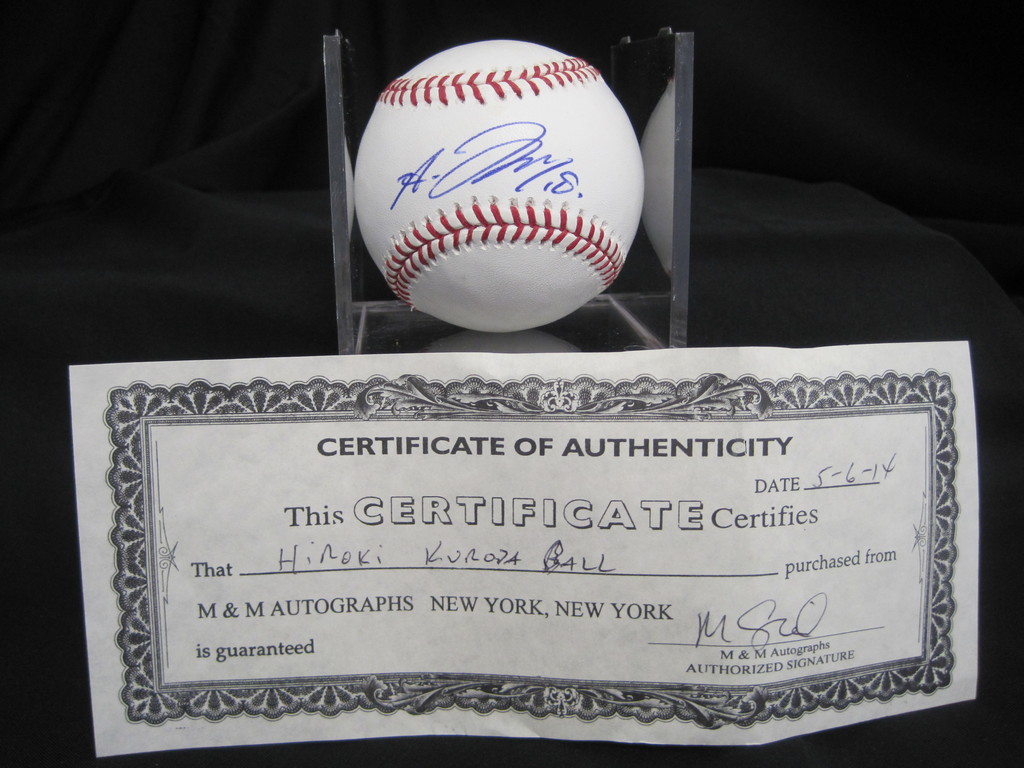 CERTIFICATE OF AUTHENTICITY
DATE 5-6-14
This CERTIFICATE Certifies
That HIROKI KURODA BALL purchased from
M & M AUTOGRAPHS NEW YORK, NEW YORK
is guaranteed
M & M Autographs
AUTHORIZED SIGNATURE